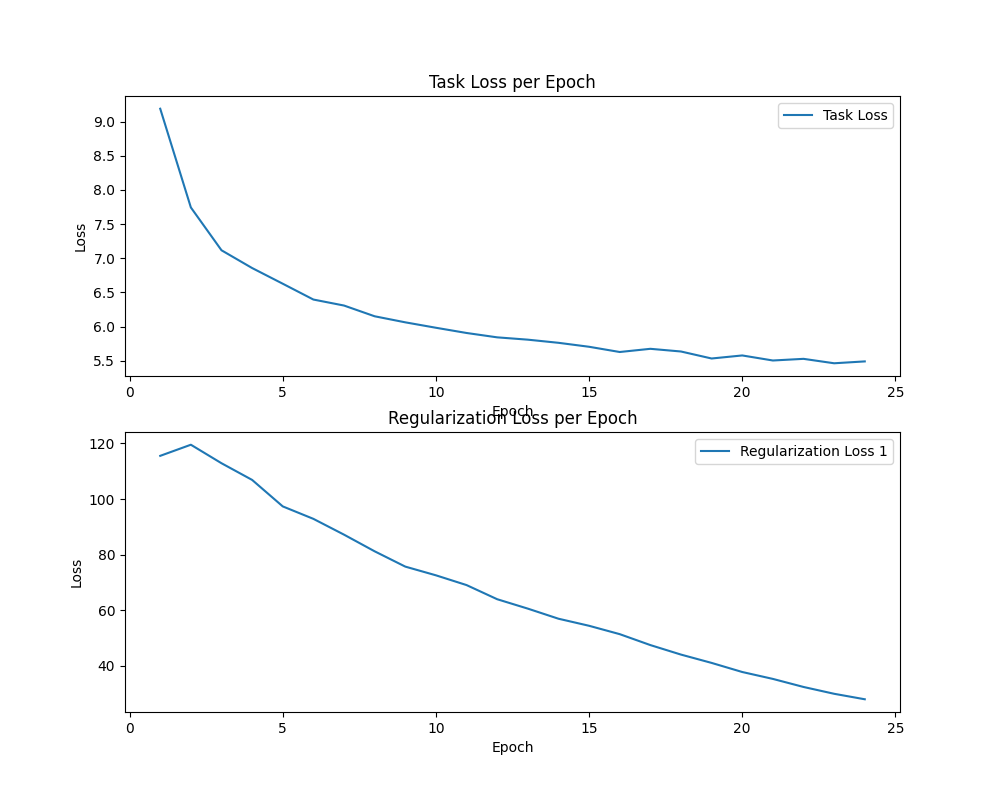 Task Loss per Epoch
Task Loss
9.0
8.5
8.0
7.5
7.0
6.5
6.0
5.5
Loss
0 5 10 15 20 25
Epoch
Regularization Loss per Epoch
Regularization Loss 1
120
100
80
60
40
Loss
0 5 10 15 20 25
Epoch